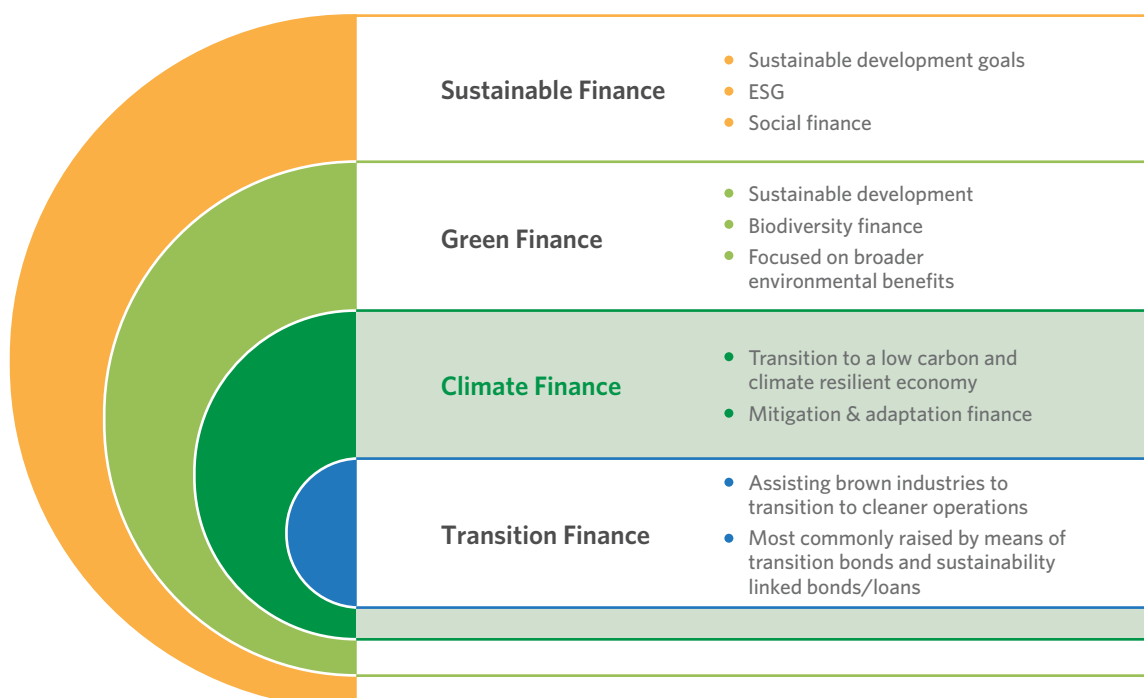 Sustainable Finance
Sustainable development goals
ESG
Social finance
Green Finance
Sustainable development
Biodiversity finance
Focused on broader
environmental benefits
Climate Finance
Transition to a low carbon and
climate resilient economy
Mitigation & adaptation finance
Transition Finance
Assisting brown industries to
transition to cleaner operations
Most commonly raised by means of
transition bonds and sustainability
linked bonds/loans